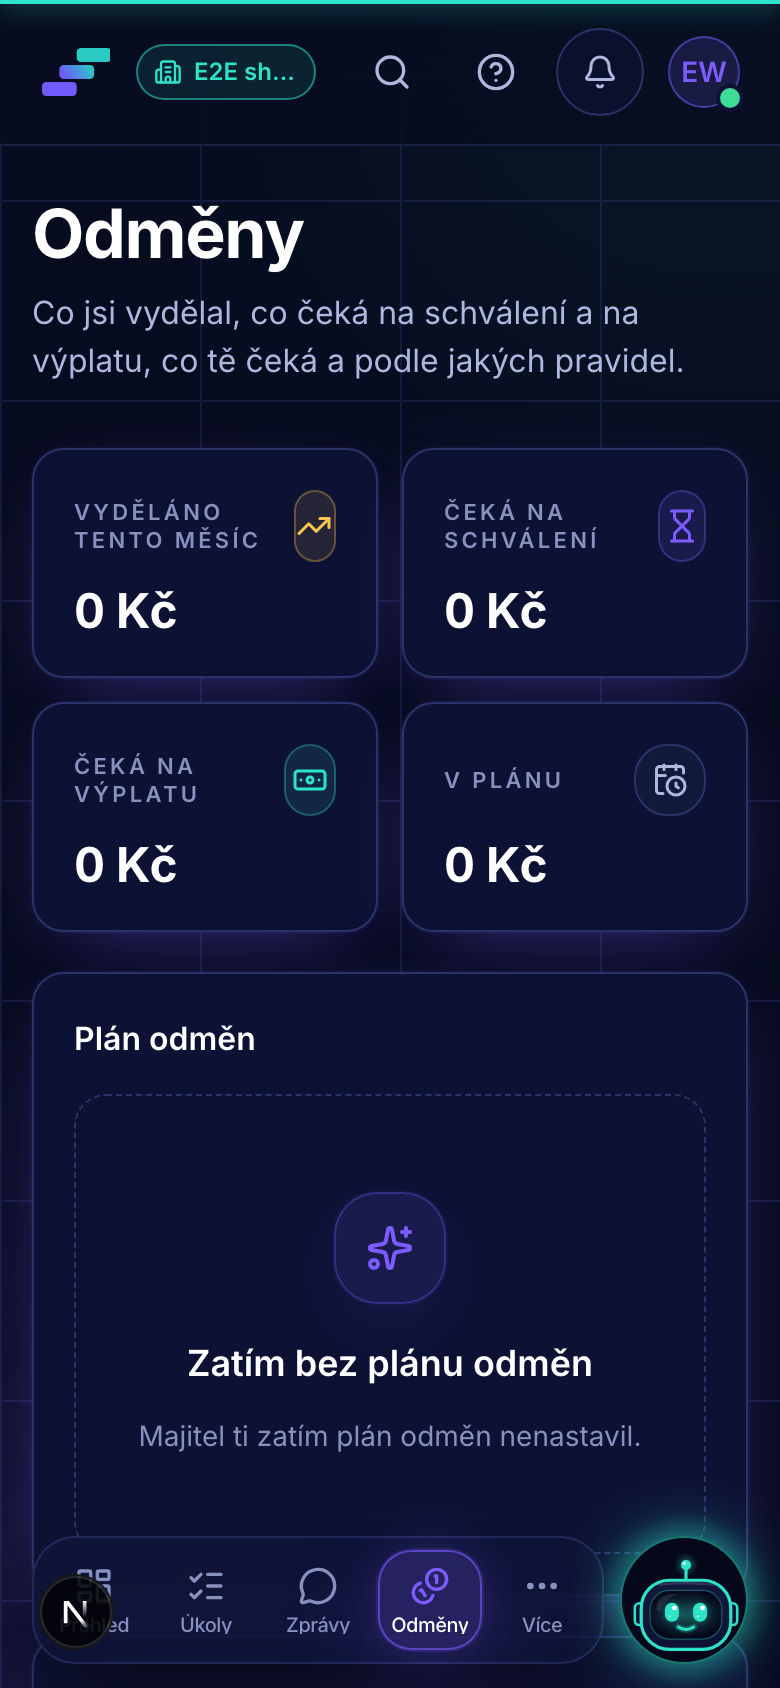 E2E sh...
EW
Odměny
Co jsi vydělal, co čeká na schválení a na
výplatu, co tě čeká a podle jakých pravidel.
VYDĚLÁNO
TENTO MĚSÍC
0 Kč
ČEKÁ NA
SCHVÁLENÍ
0 Kč
ČEKÁ NA
VÝPLATU
0 Kč
V PLÁNU
0 Kč
Plán odměn
Zatím bez plánu odměn
Majitel ti zatím plán odměn nenastavil.
N
Úkoly
Zprávy
Odměny
Více